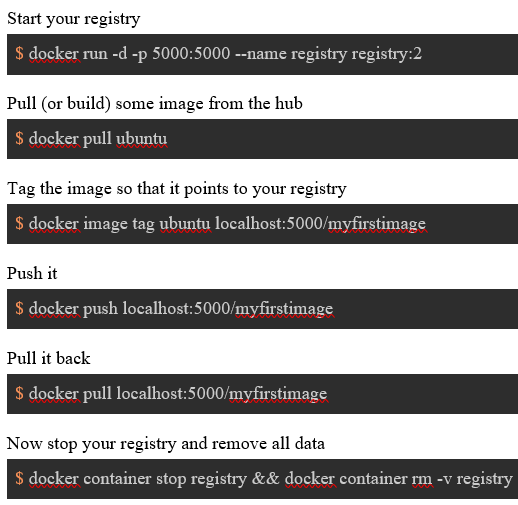 Start your registry
$ docker run -d -p 5000:5000 --name registry registry:2
Pull (or build) some image from the hub
$ docker pull ubuntu
Tag the image so that it points to your registry
$ docker image tag ubuntu localhost:5000/myfirstimage
Push it
$ docker push localhost:5000/myfirstimage
Pull it back
$ docker pull localhost:5000/myfirstimage
Now stop your registry and remove all data
$ docker container stop registry && docker container rm -v registry